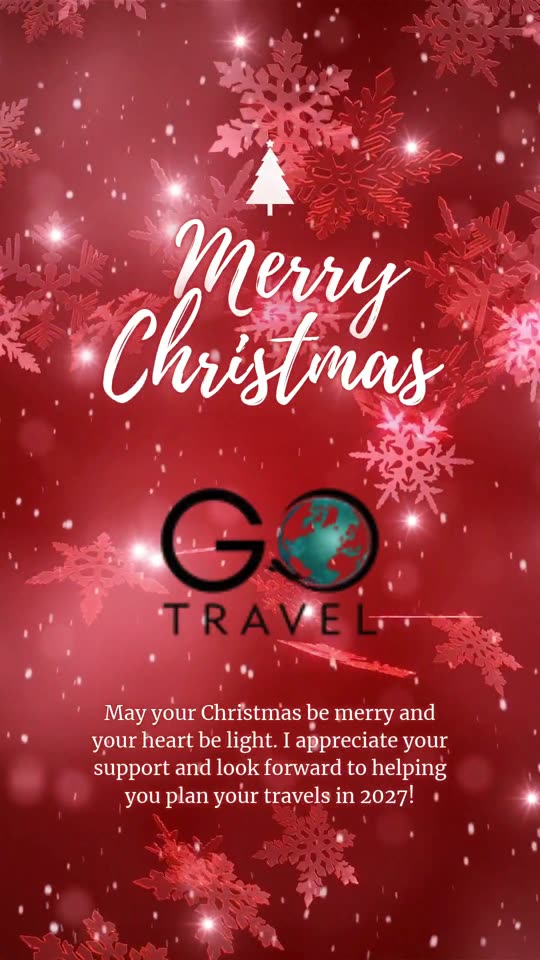 Merry
Christmas
GO
TRAVEL
May your Christmas be merry and
your heart be light. I appreciate your
support and look forward to helping
you plan your travels in 2027!